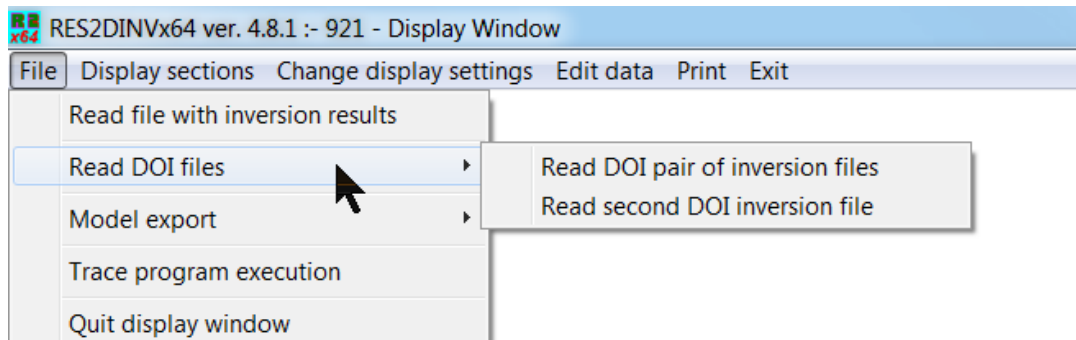 R2 x64 RES2DINVx64 ver. 4.8.1 :- 921 - Display Window
File Display sections Change display settings Edit data Print Exit
Read file with inversion results
Read DOI files
Read DOI pair of inversion files
Read second DOI inversion file
Model export
Trace program execution
Quit display window